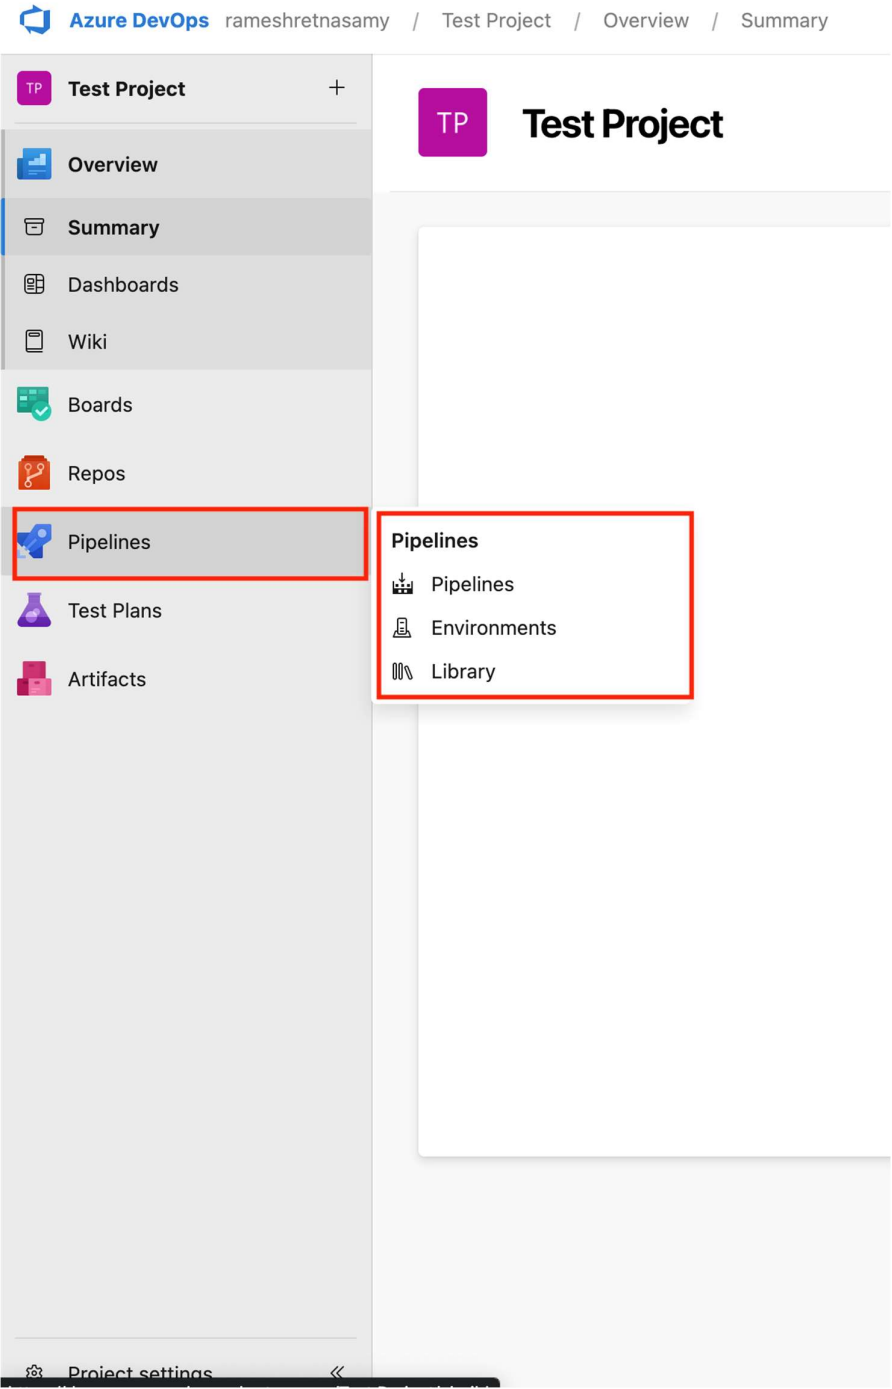 Azure DevOps rameshretnasamy / Test Project / Overview / Summary
TP Test Project +
TP Test Project
Overview
Summary
Dashboards
Wiki
Boards
Repos
Pipelines
Test Plans
Artifacts
Pipelines
Pipelines
Environments
Library
Project settings